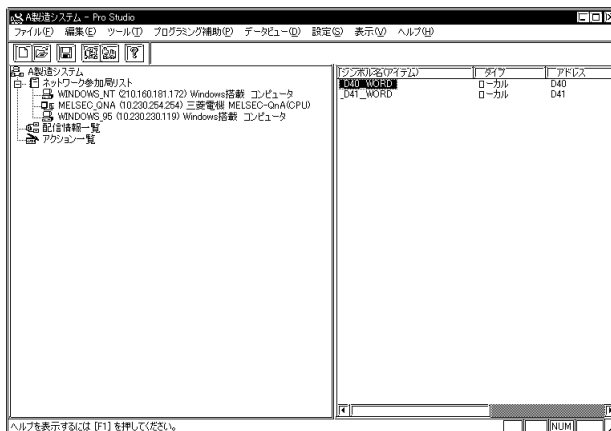 A製造システム - Pro Studio
ファイル(F) 編集(E) ツール(T) プログラミング補助(P) データビュー(D) 設定(S) 表示(V) ヘルプ(H)
A製造システム
ネットワーク参加局リスト
WINDOWS_NT (210.160.181.172) Windows搭載 コンピュータ
MELSEC_QNA (10.230.254.254) 三菱電機 MELSEC-QnA(CPU)
WINDOWS_95 (10.230.230.119) Windows搭載 コンピュータ
配信情報一覧
アクション一覧
シンボル名(アイテム) タイプ アドレス
_D40_WORD ローカル D40
_D41_WORD ローカル D41
ヘルプを表示するには [F1] を押してください。 NUM